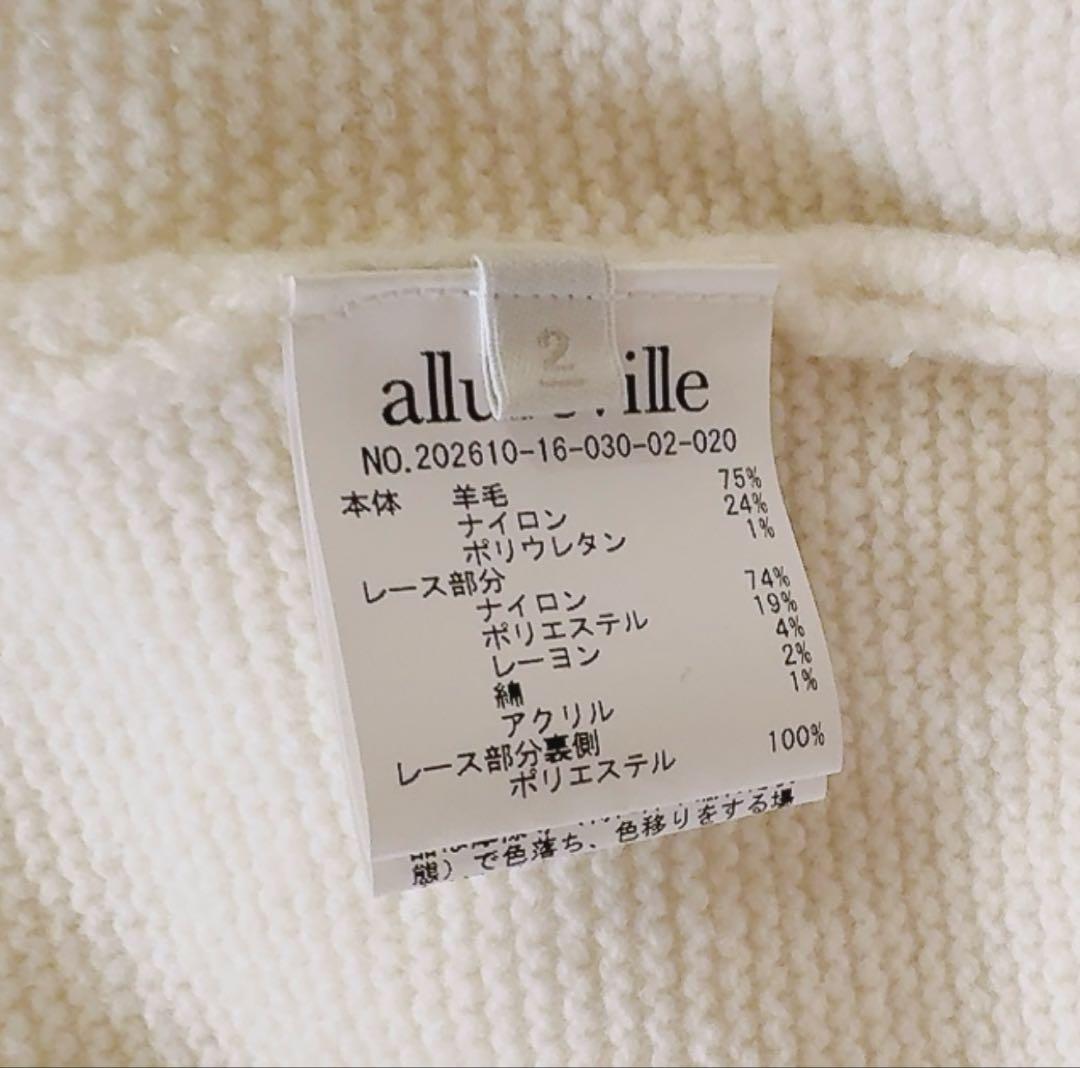 2
allu ille
NO.202610-16-030-02-020
本体 羊毛 75%
ナイロン 24%
ポリウレタン 1%
レース部分
ナイロン 74%
ポリエステル 19%
レーヨン 4%
綿 2%
アクリル 1%
レース部分裏側
ポリエステル 100%
態）で色落ち、色移りをする場